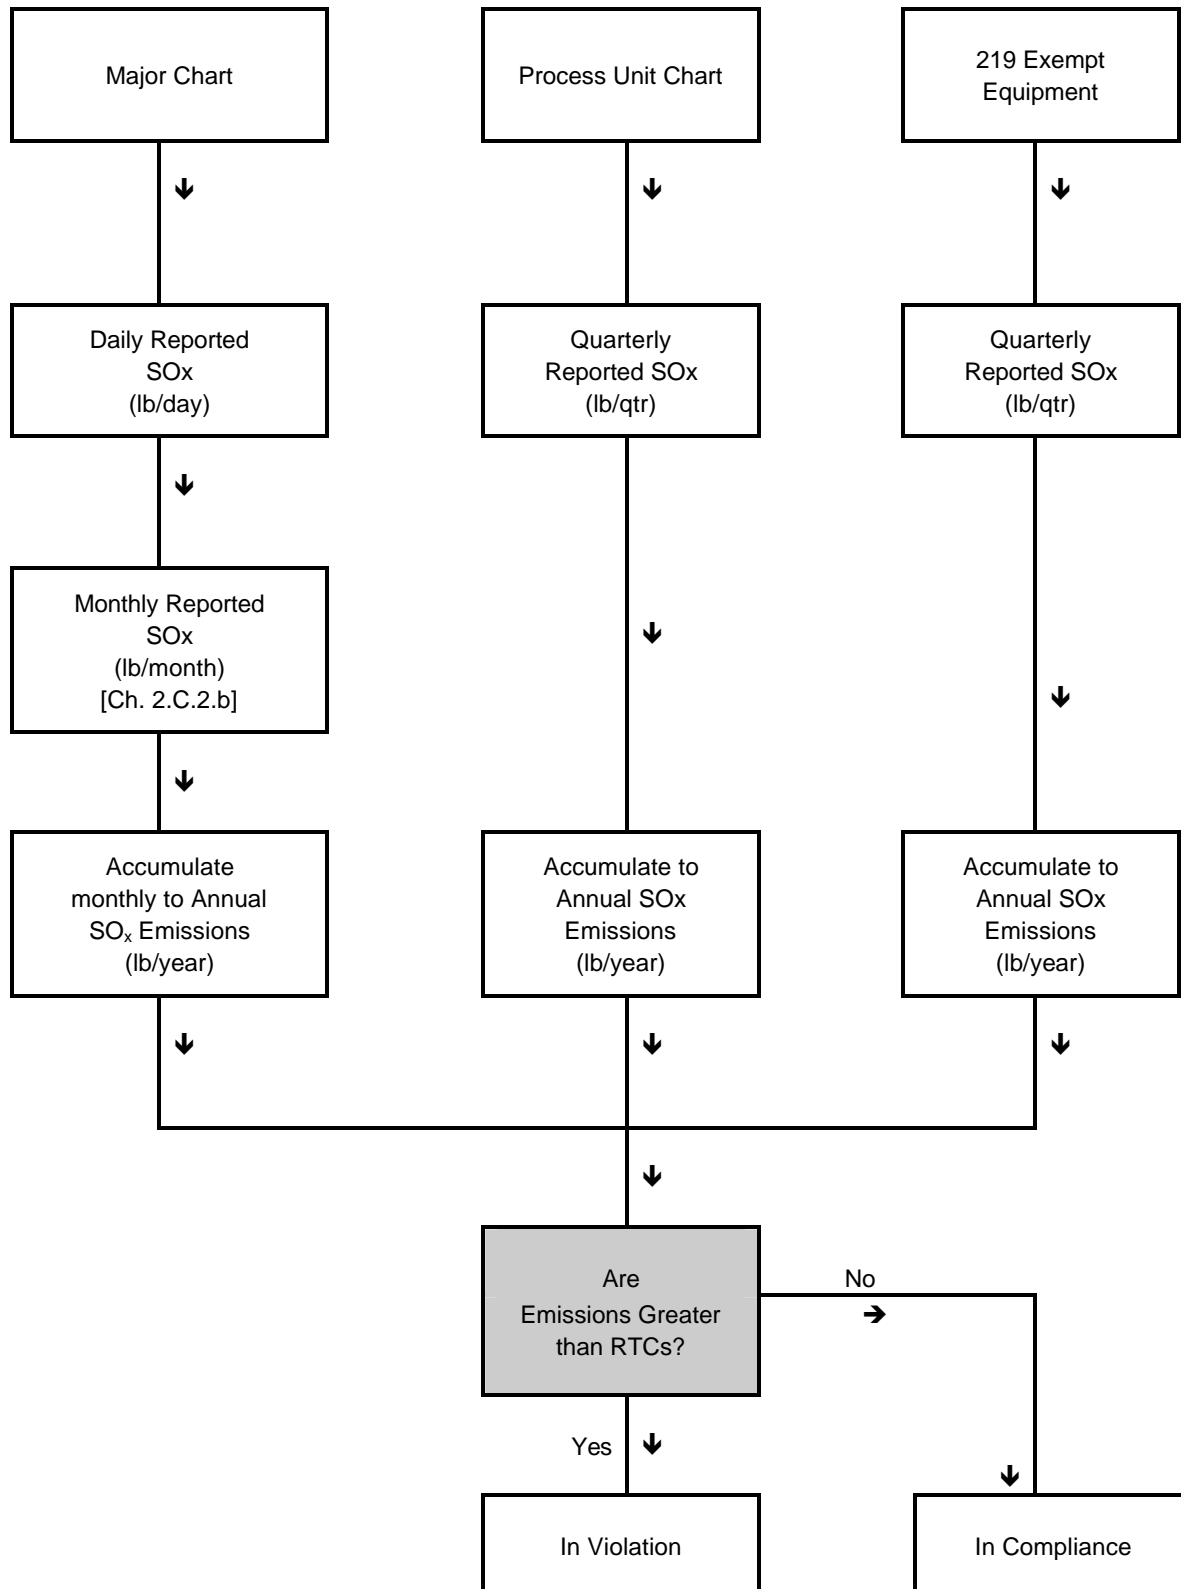 Major Chart
Process Unit Chart
219 Exempt
Equipment
Daily Reported
SOx
(lb/day)
Quarterly
Reported SOx
(lb/qtr)
Quarterly
Reported SOx
(lb/qtr)
Monthly Reported
SOx
(lb/month)
[Ch. 2.C.2.b]
Accumulate
monthly to Annual
SOₓ Emissions
(lb/year)
Accumulate to
Annual SOx
Emissions
(lb/year)
Accumulate to
Annual SOx
Emissions
(lb/year)
Are
Emissions Greater
than RTCs?
No
Yes
In Violation
In Compliance